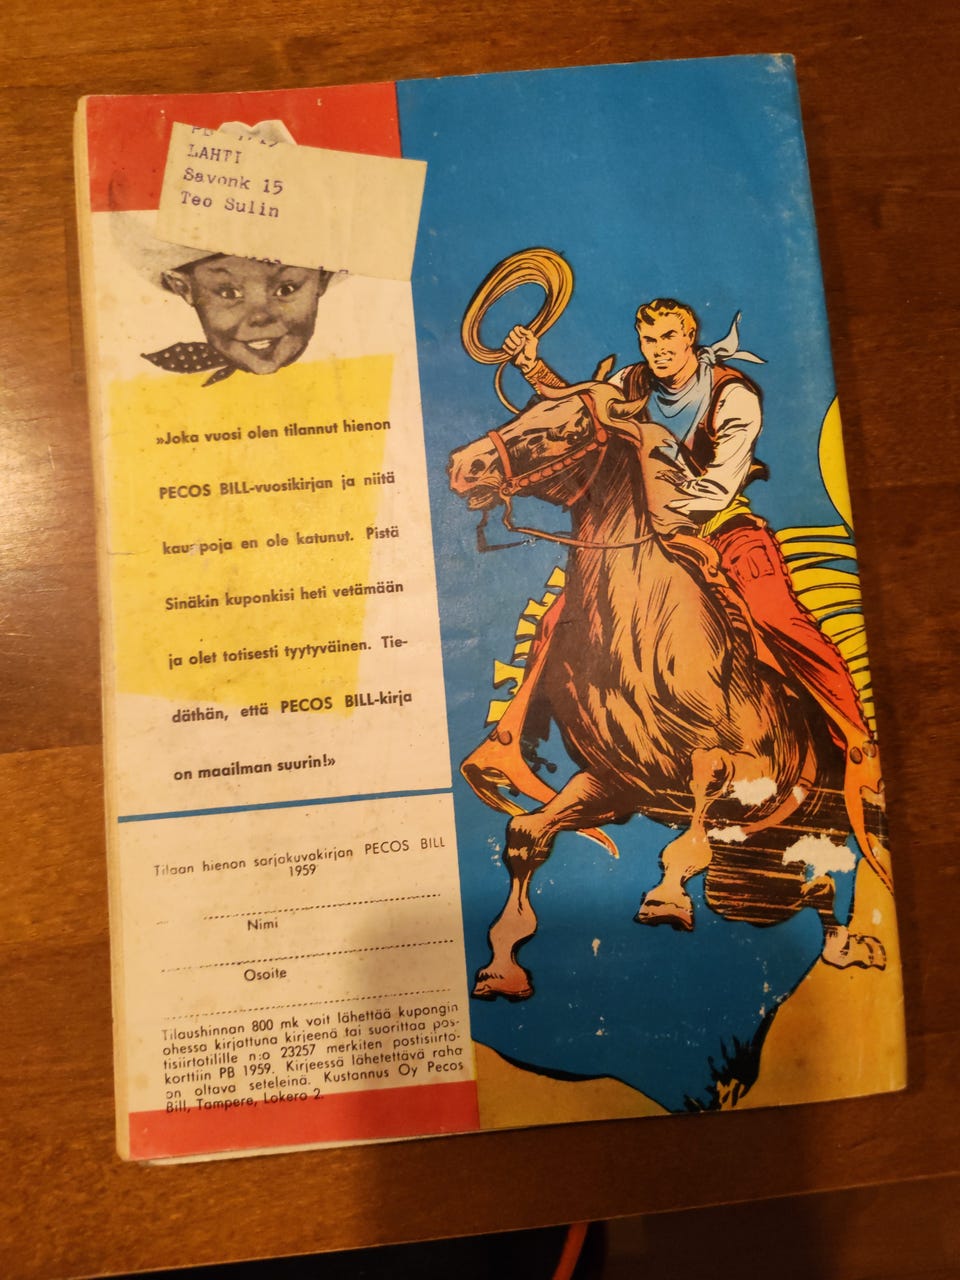 LAHTI
Savonk 15
Teo Sulin
»Joka vuosi olen tilannut hienon
PECOS BILL-vuosikirjan ja niitä
kauppoja en ole katunut. Pistä
Sinäkin kuponkisi heti vetämään
ja olet totisesti tyytyväinen. Tie-
däthän, että PECOS BILL-kirja
on maailman suurin!»
Tilaan hienon sarjakuvakirjan PECOS BILL
1959
Nimi
Osoite
Tilaushinnan 800 mk voit lähettää kupongin
ohessa kirjattuna kirjeenä tai suorittaa pos-
tisiirtotilille n:o 23257 merkiten postisiirto-
korttiin PB 1959. Kirjeessä lähetettävä raha
on oltava seteleinä. Kustannus Oy Pecos
Bill, Tampere, Lokero 2.